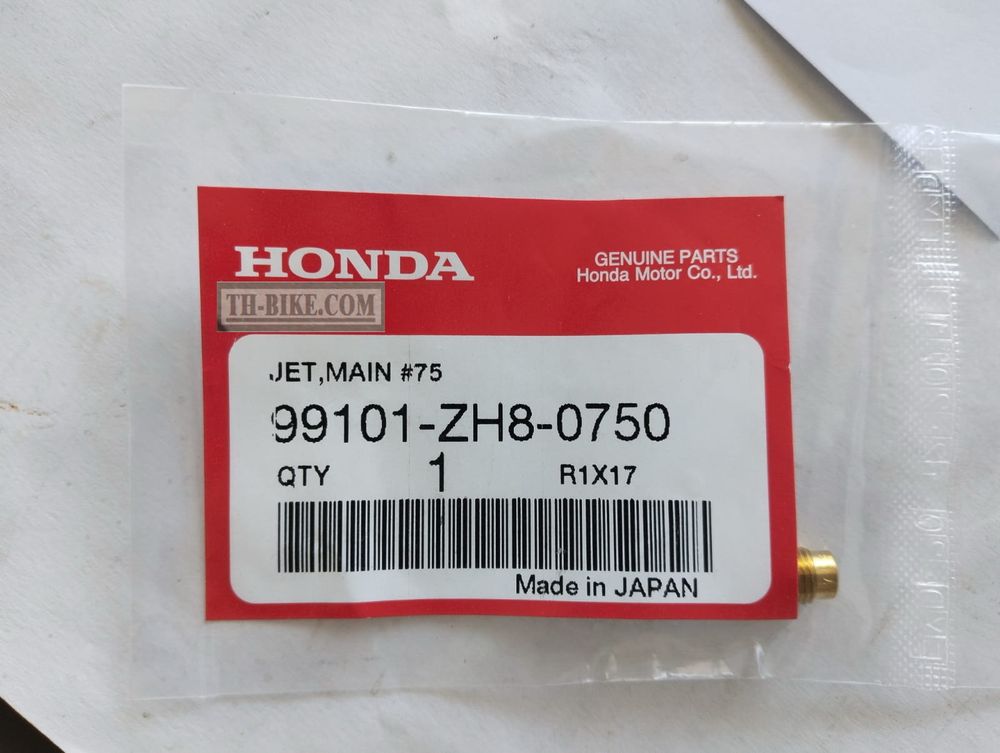 HONDA
GENUINE PARTS
Honda Motor Co., Ltd.
TH-BIKE.COM
JET,MAIN #75
99101-ZH8-0750
QTY 1 R1X17
Made in JAPAN